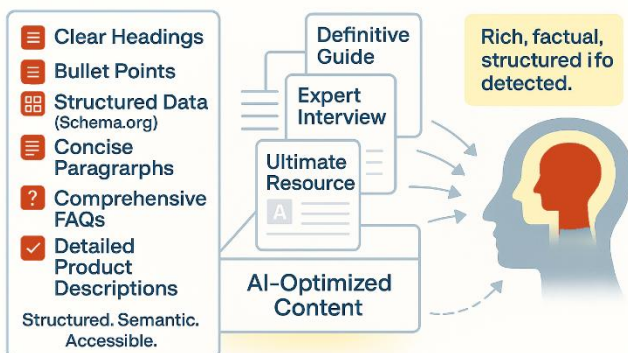 Clear Headings
Bullet Points
Structured Data
(Schema.org)
Concise
Paragrarphs
?
Comprehensive
FAQs
Detailed
Product
Descriptions
Structured. Semantic.
Accessible.
Definitive
Guide
Expert
Interview
Ultimate
Resource
A
AI-Optimized
Content
Rich, factual,
structured ifo
detected.